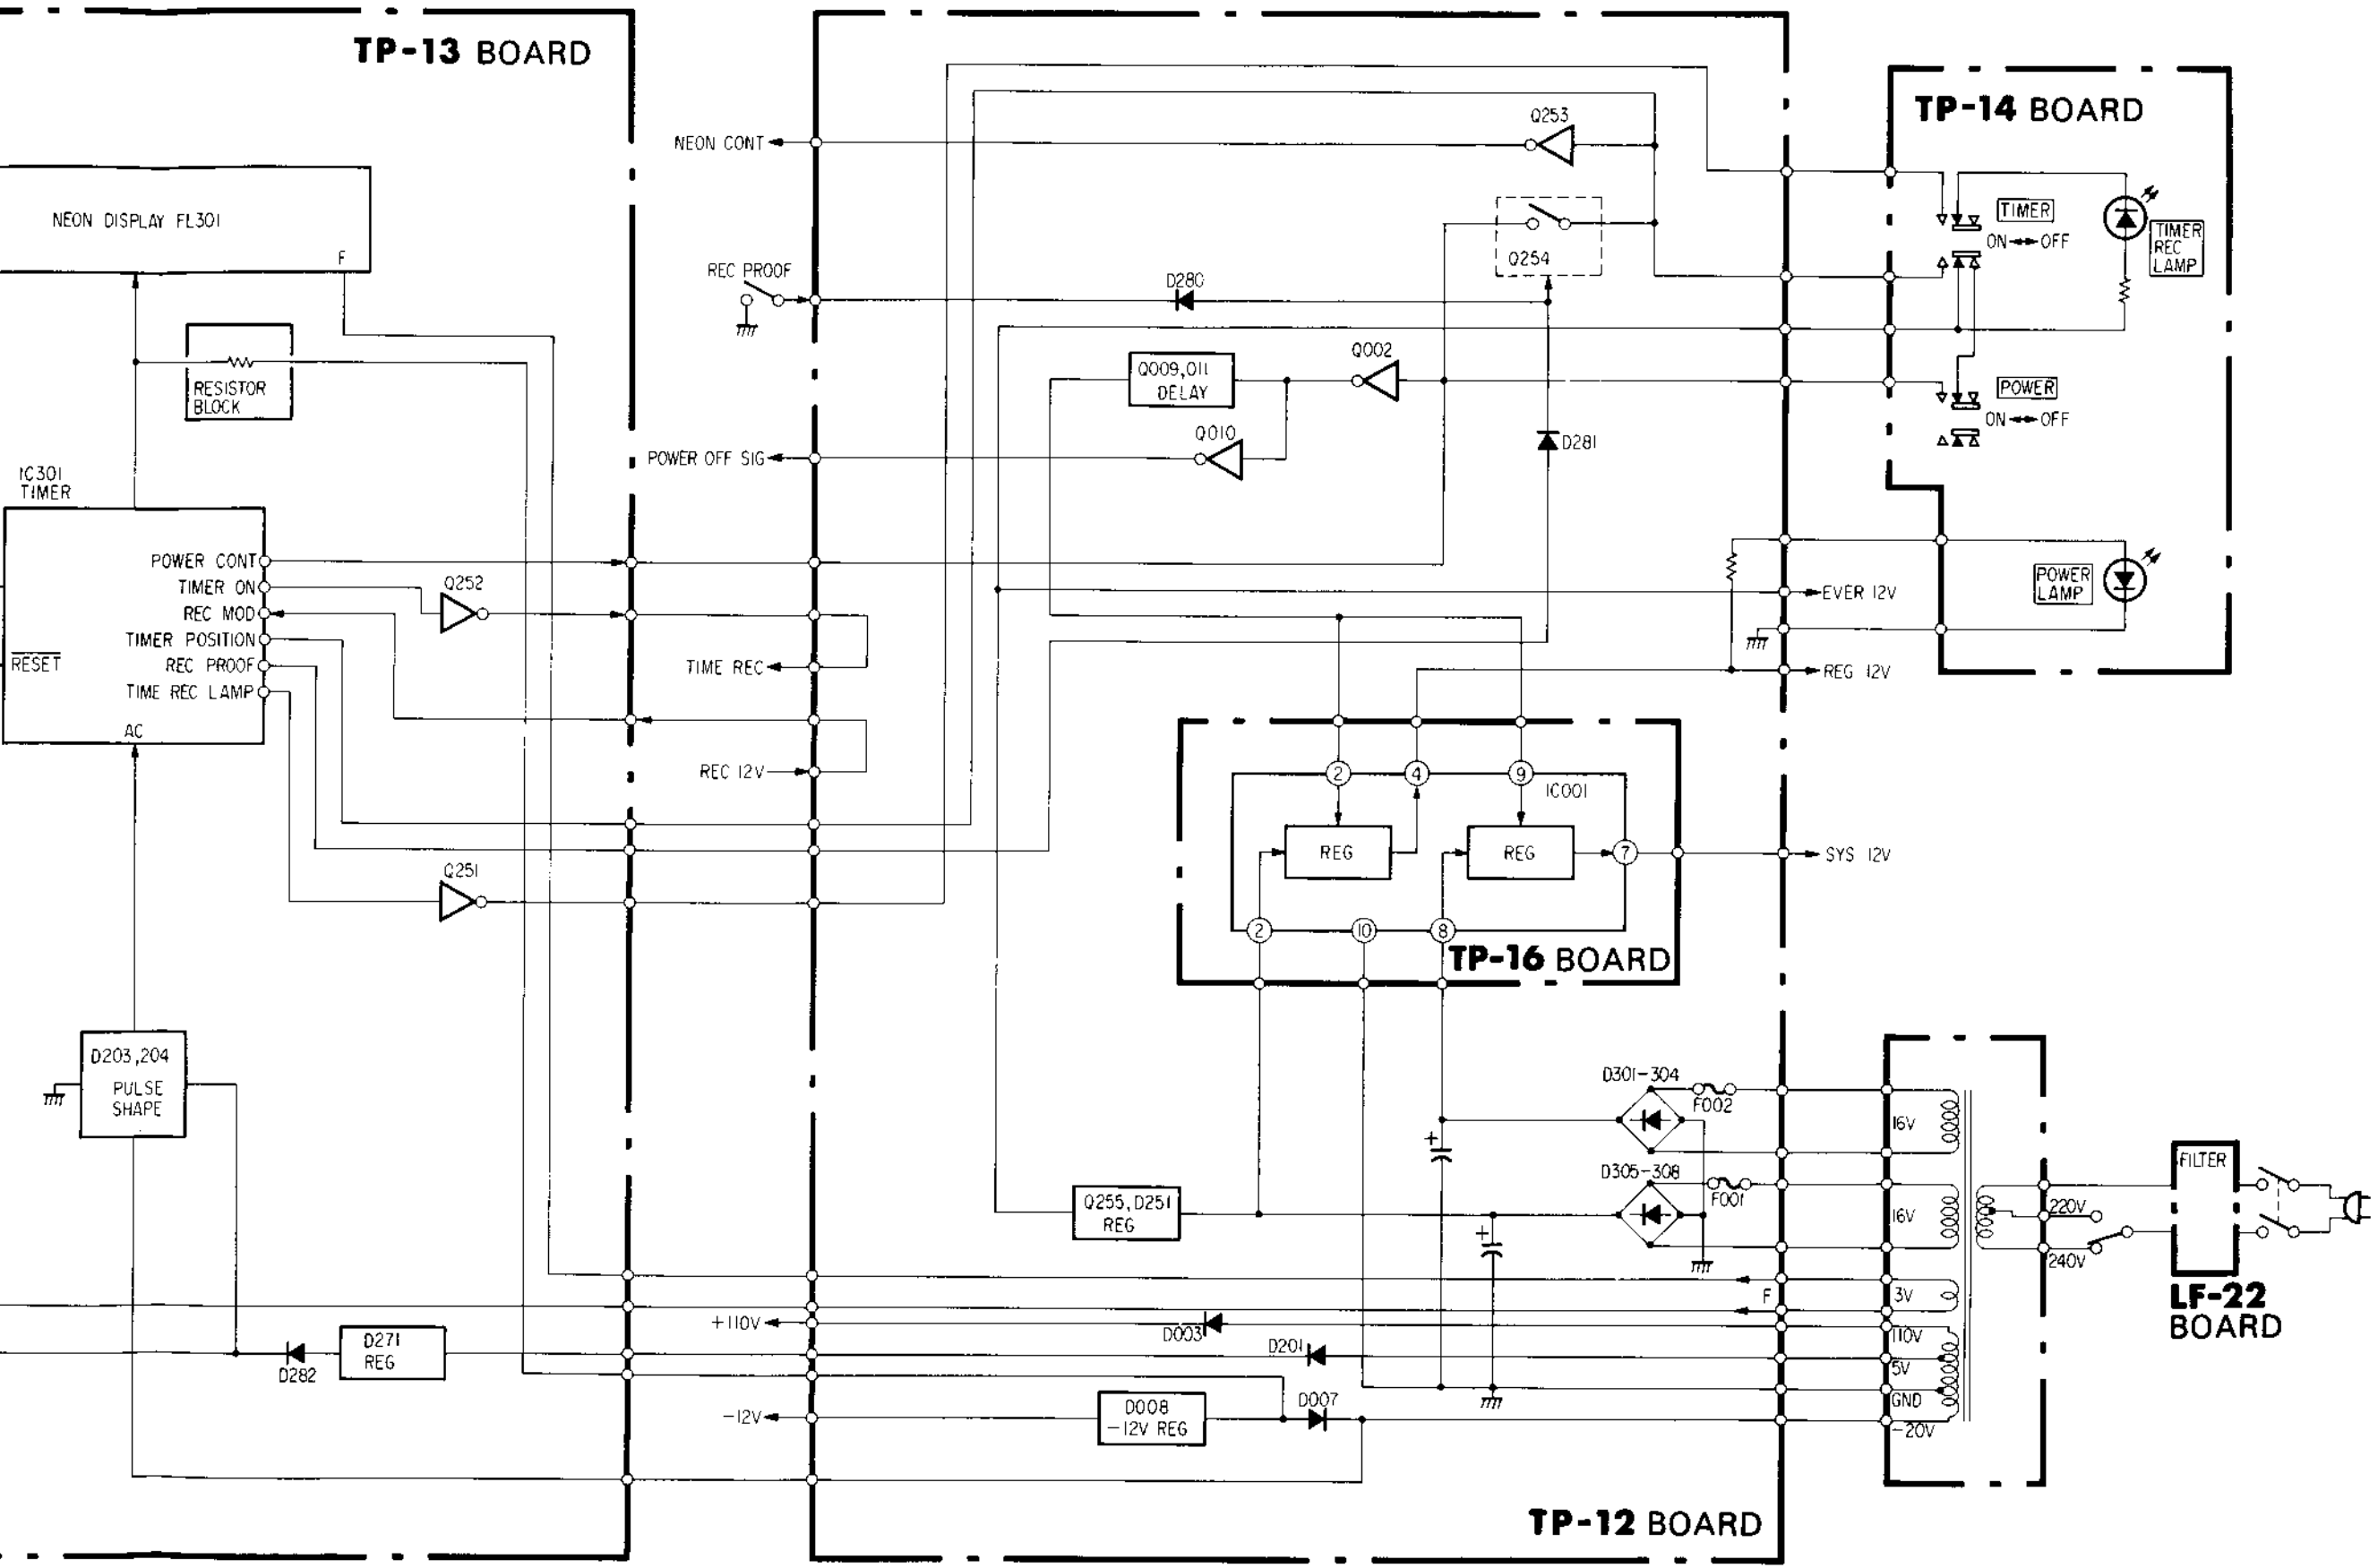 TP-13 BOARD
NEON DISPLAY FL301
F
RESISTOR
BLOCK
IC301
TIMER
POWER CONT
TIMER ON
REC MOD
TIMER POSITION
REC PROOF
TIME REC LAMP
RESET
AC
Q252
Q251
D203,204
PULSE
SHAPE
D282
D271
REG
NEON CONT
REC PROOF
POWER OFF SIG
TIME REC
REC 12V
+110V
-12V
Q253
Q254
D280
Q009,011
DELAY
Q002
Q010
D281
EVER 12V
REG 12V
SYS 12V
2
4
9
IC001
REG
REG
7
2
10
8
TP-16 BOARD
D301-304
F002
D305-308
F001
Q255,D251
REG
F
D003
D201
D008
-12V REG
D007
TP-12 BOARD
TP-14 BOARD
TIMER
ON OFF
TIMER
REC
LAMP
POWER
ON OFF
POWER
LAMP
16V
16V
3V
110V
5V
GND
-20V
220V
240V
FILTER
LF-22
BOARD